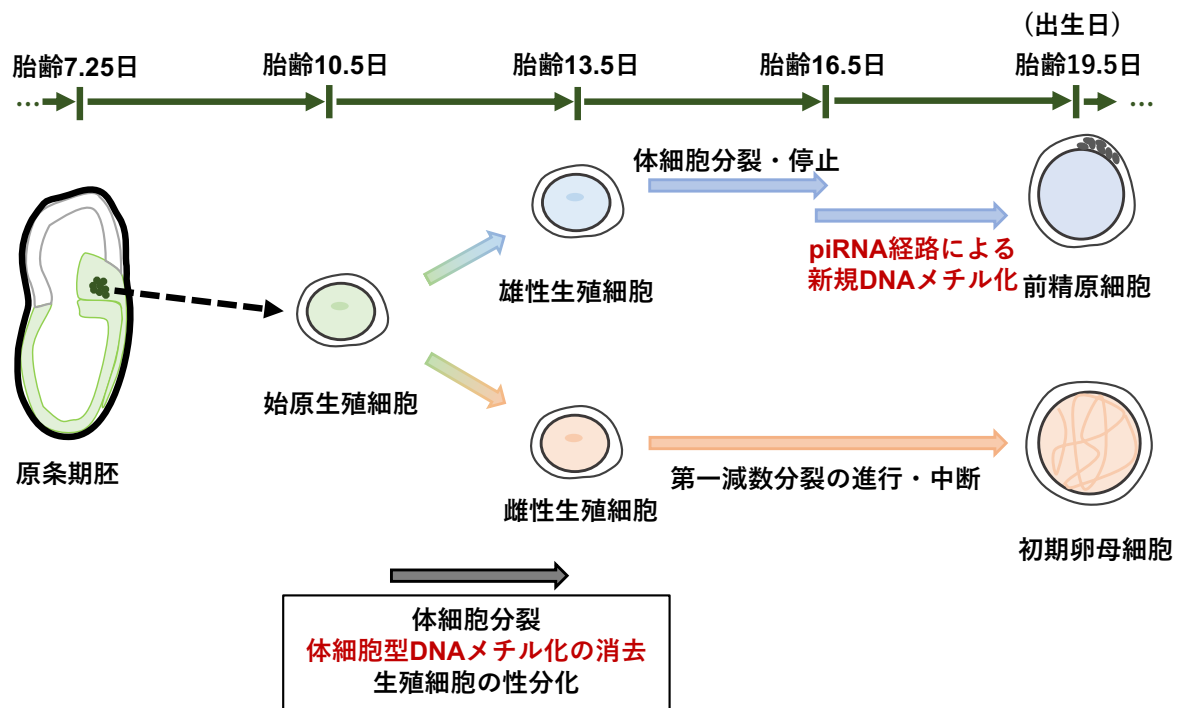 （出生日）
胎齢7.25日
胎齢10.5日
胎齢13.5日
胎齢16.5日
胎齢19.5日
…
…
体細胞分裂・停止
piRNA経路による
新規DNAメチル化
雄性生殖細胞
前精原細胞
始原生殖細胞
原条期胚
第一減数分裂の進行・中断
雌性生殖細胞
初期卵母細胞
体細胞分裂
体細胞型DNAメチル化の消去
生殖細胞の性分化